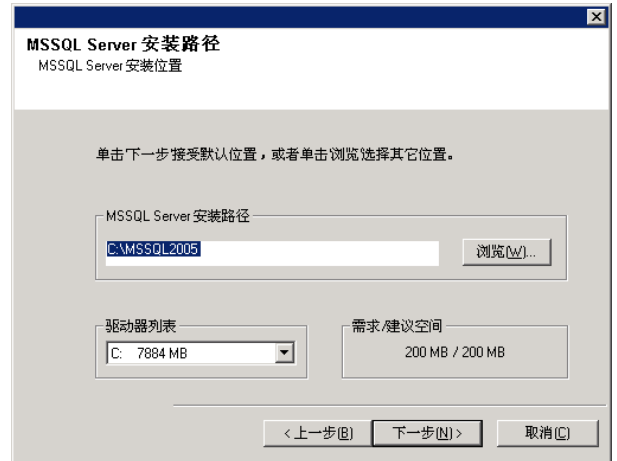 MSSQL Server 安装路径
MSSQL Server 安装位置
单击'下一步'接受默认位置，或者单击'浏览'选择其它位置。
MSSQL Server 安装路径
C:\MSSQL2005
浏览(W)...
驱动器列表
C: 7884 MB
需求/建议空间
200 MB / 200 MB
<上一步(B)
下一步(N)>
取消(C)